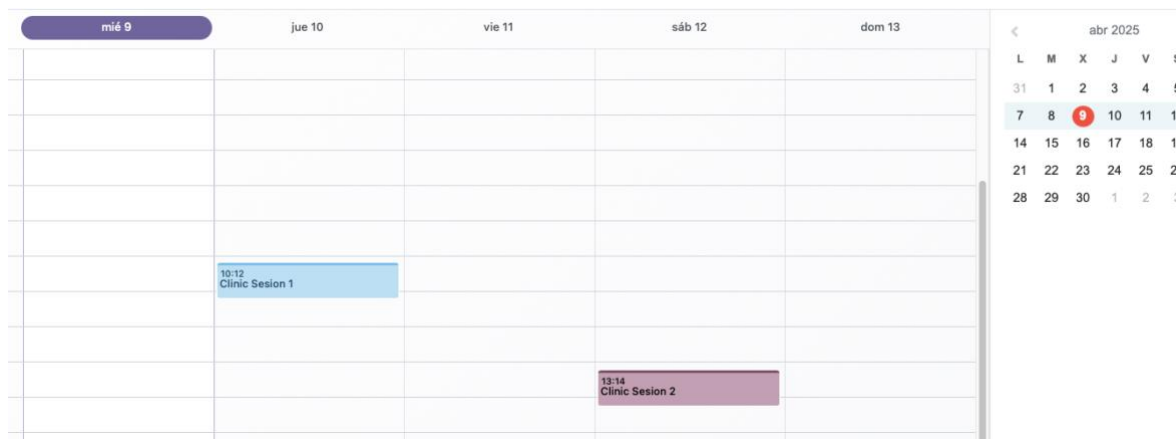 mié 9 jue 10 vie 11 sáb 12 dom 13
10:12
Clinic Sesion 1
13:14
Clinic Sesion 2
abr 2025
L M X J V
31 1 2 3 4
7 8 9 10 11
14 15 16 17 18
21 22 23 24 25
28 29 30 1 2